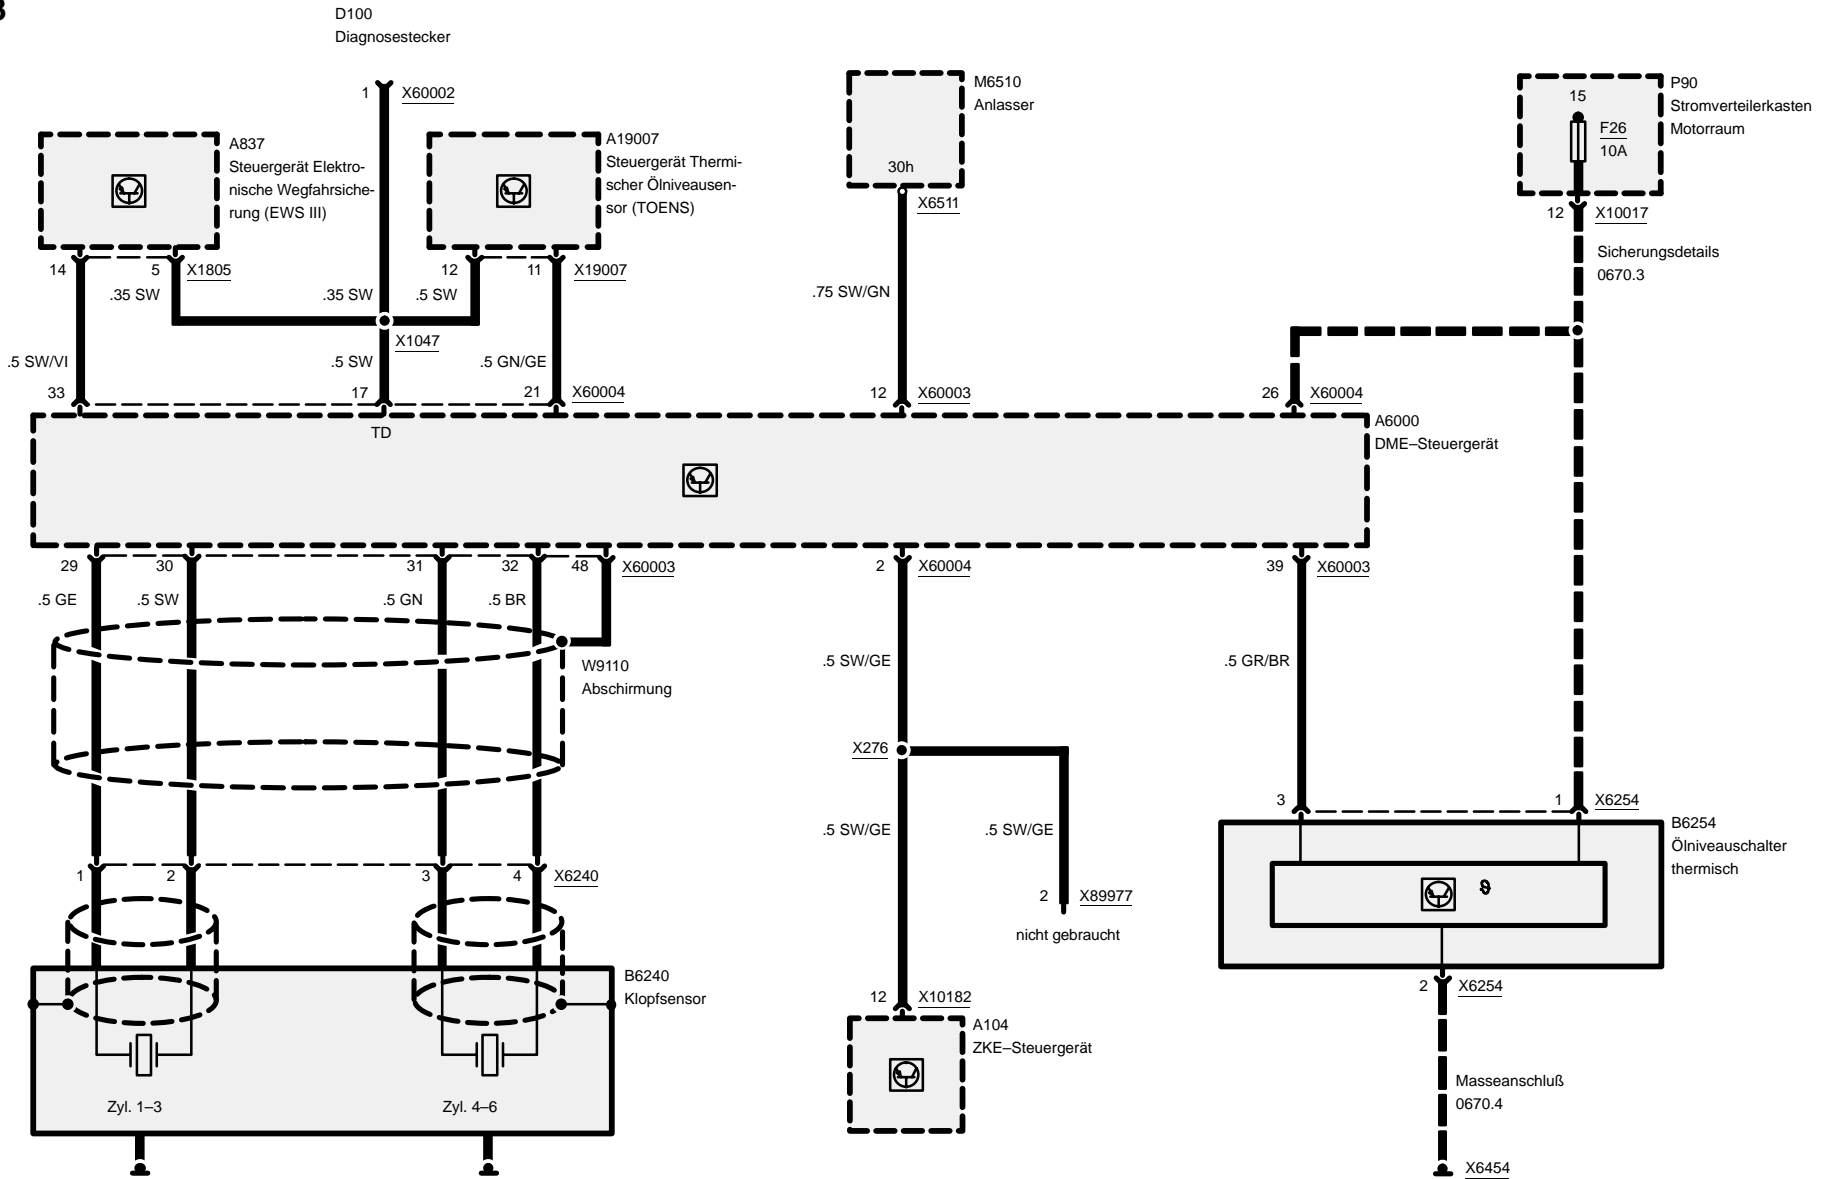 D100
Diagnosestecker
1 X60002
A837
Steuergerät Elektro-
nische Wegfahrsiche-
rung (EWS III)
A19007
Steuergerät Thermi-
scher Ölniveausen-
sor (TOENS)
M6510
Anlasser
30h
X6511
P90
Stromverteilerkasten
Motorraum
15
F26
10A
12 X10017
Sicherungsdetails
0670.3
14 5 X1805
12 11 X19007
.35 SW .35 SW .5 SW
.75 SW/GN
X1047
.5 SW/VI .5 SW .5 GN/GE
33 17 21 X60004
12 X60003
26 X60004
TD
A6000
DME–Steuergerät
29 30 31 32 48 X60003
2 X60004
39 X60003
.5 GE .5 SW .5 GN .5 BR
W9110
Abschirmung
.5 SW/GE
.5 GR/BR
X276
.5 SW/GE .5 SW/GE
3 1 X6254
B6254
Ölniveauschalter
thermisch
ϑ
1 2 3 4 X6240
2 X89977
nicht gebraucht
B6240
Klopfsensor
12 X10182
A104
ZKE–Steuergerät
2 X6254
Masseanschluß
0670.4
Zyl. 1–3 Zyl. 4–6
X6454